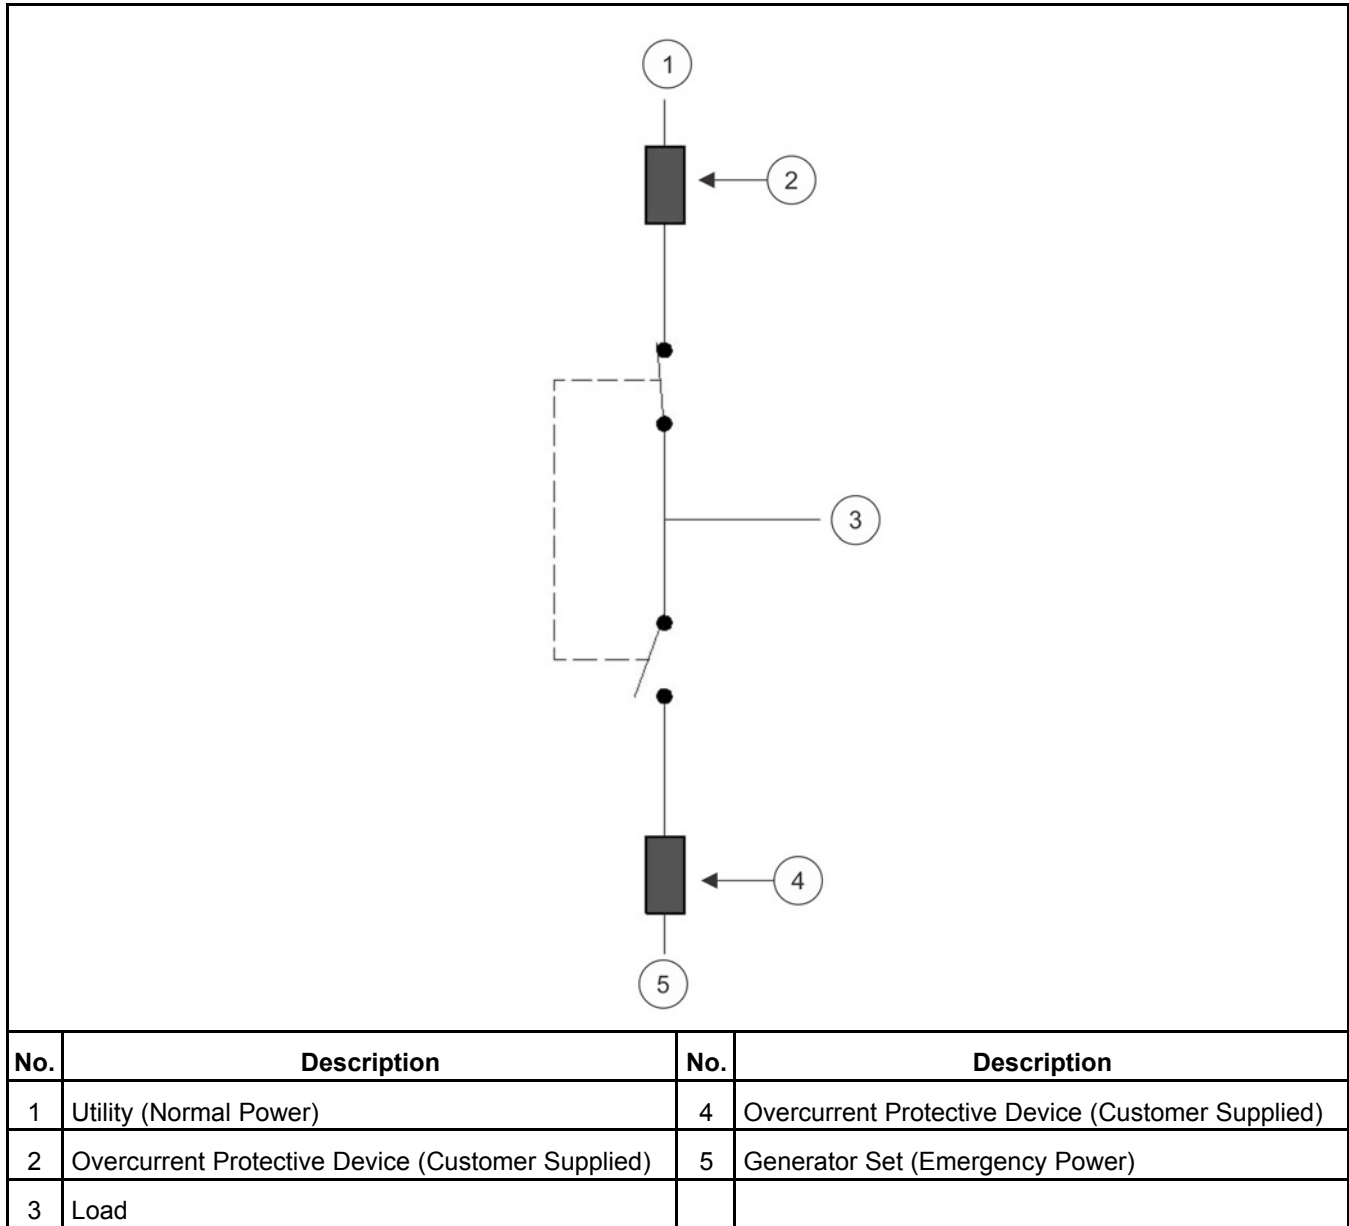 1
2
3
4
5
No. Description No. Description
1 Utility (Normal Power) 4 Overcurrent Protective Device (Customer Supplied)
2 Overcurrent Protective Device (Customer Supplied) 5 Generator Set (Emergency Power)
3 Load